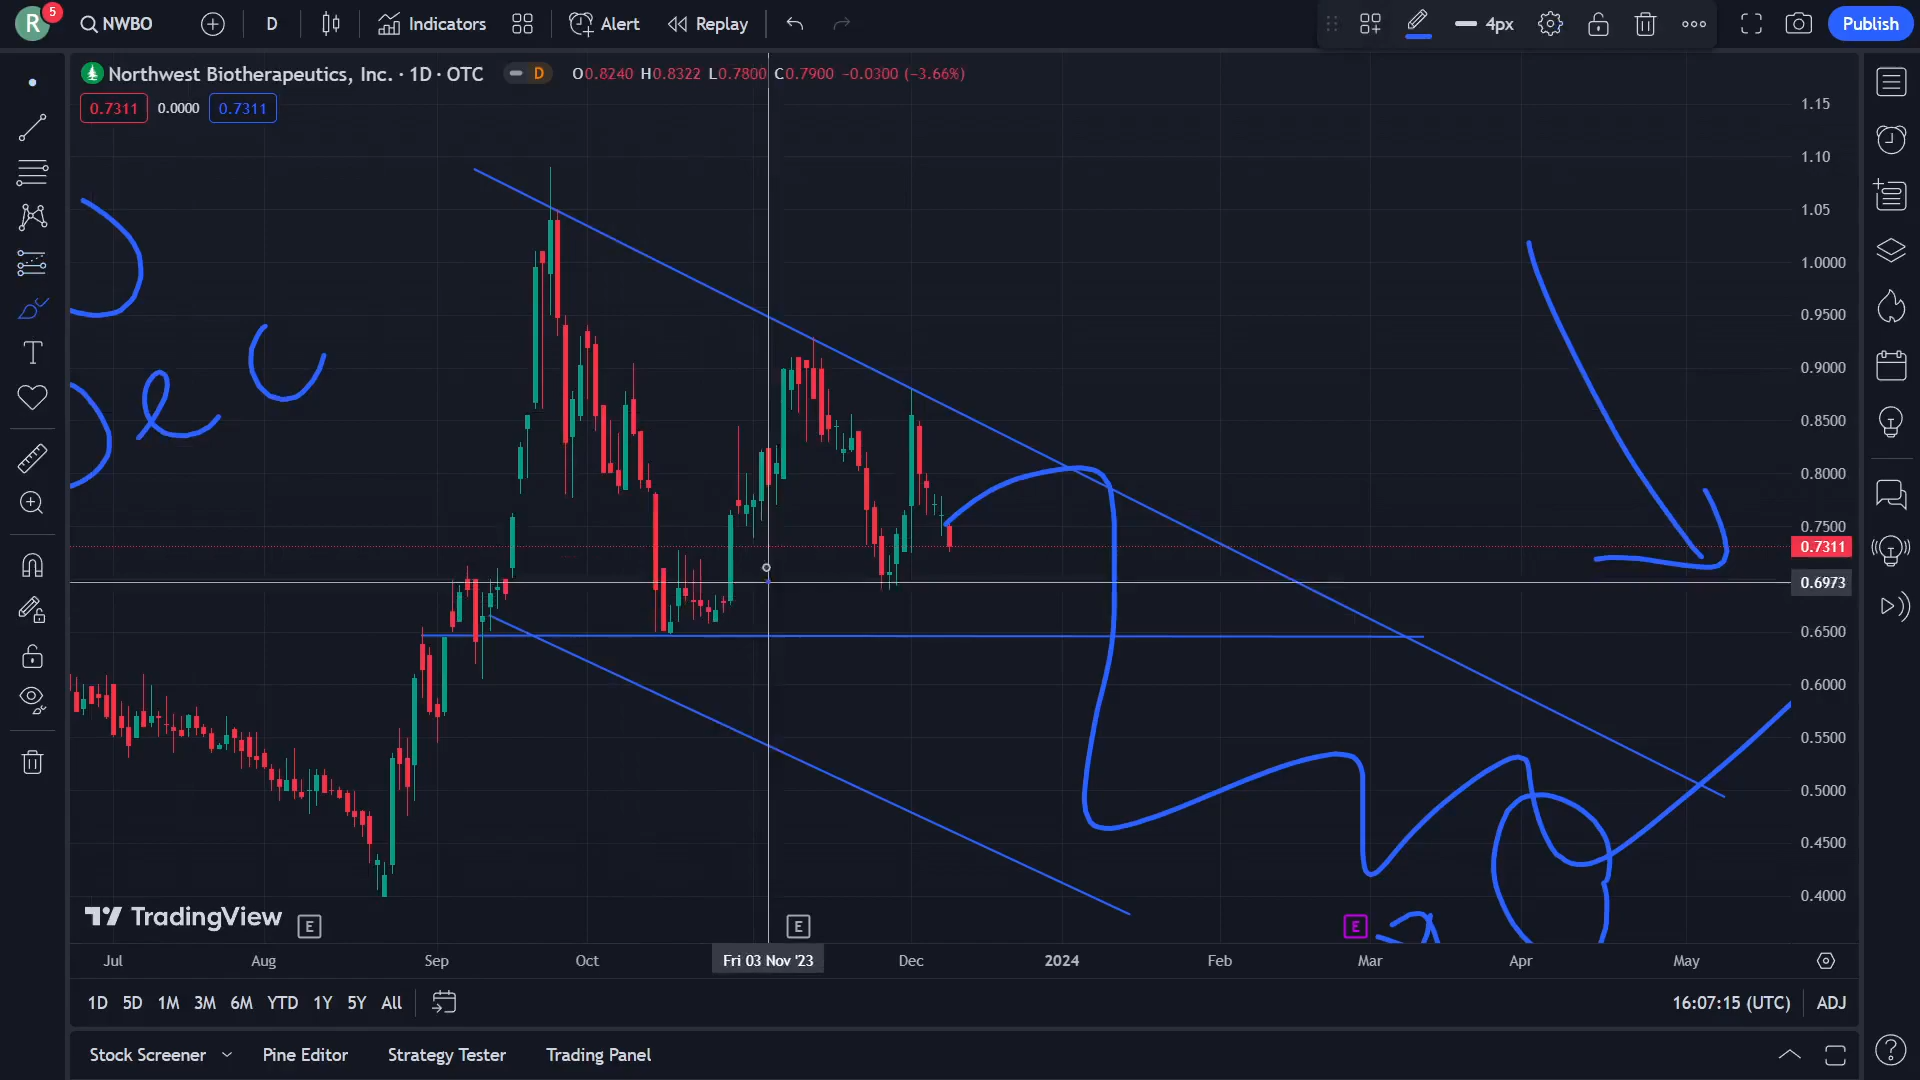 R 5 NWBO D Indicators Alert Replay 4px Publish
Northwest Biotherapeutics, Inc. · 1D · OTC D O0.8240 H0.8322 L0.7800 C0.7900 -0.0300 (-3.66%)
0.7311 0.0000 0.7311
1.15
1.10
1.05
1.0000
0.9500
0.9000
0.8500
0.8000
0.7500
0.7311
0.6973
0.6500
0.6000
0.5500
0.5000
0.4500
0.4000
Dec
TradingView E E E
Jul Aug Sep Oct Fri 03 Nov '23 Dec 2024 Feb Mar Apr May
1D 5D 1M 3M 6M YTD 1Y 5Y All 16:07:15 (UTC) ADJ
Stock Screener Pine Editor Strategy Tester Trading Panel